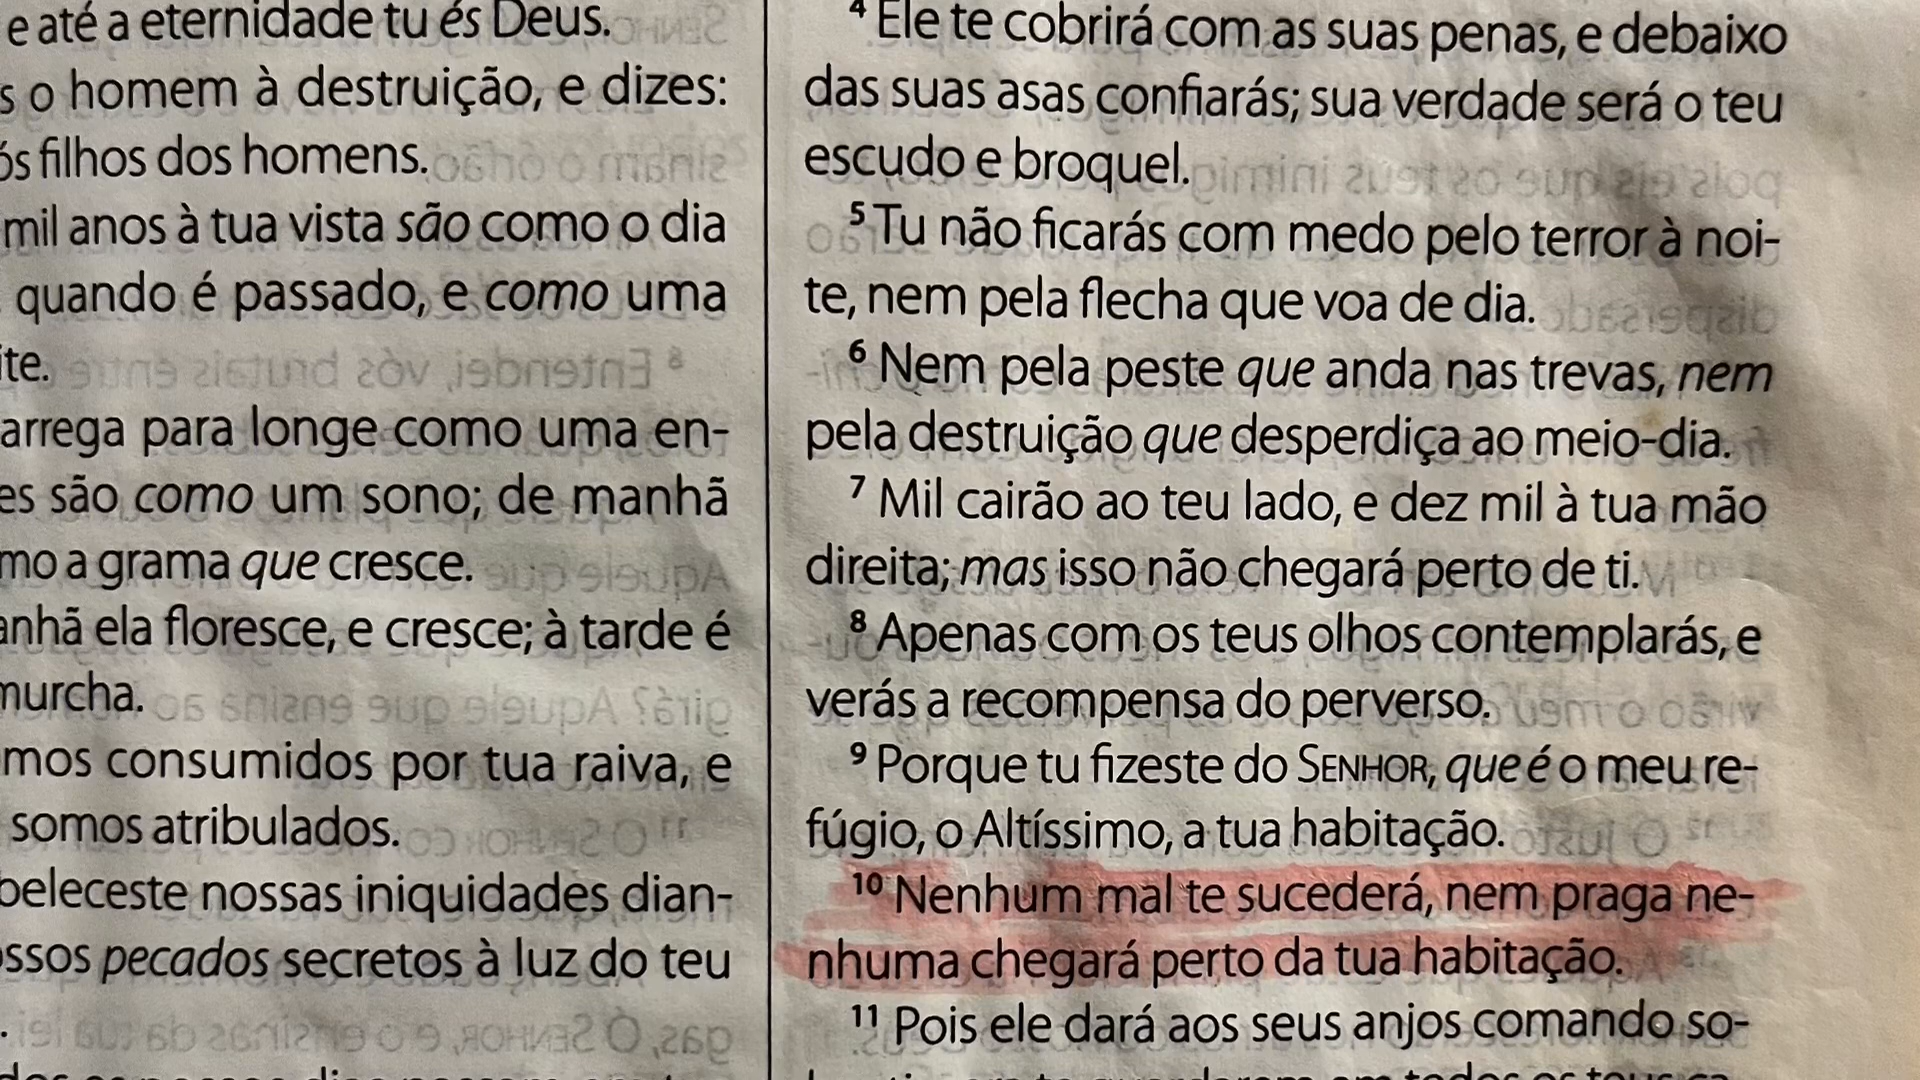 e até a eternidade tu és Deus.
o homem à destruição, e dizes:
filhos dos homens.
mil anos à tua vista são como o dia
quando é passado, e como uma
para longe como uma en-
são como um sono; de manhã
a grama que cresce.
ela floresce, e cresce; à tarde é
murcha.
consumidos por tua raiva, e
somos atribulados.
nossas iniquidades dian-
pecados secretos à luz do teu
4 Ele te cobrirá com as suas penas, e debaixo
das suas asas confiarás; sua verdade será o teu
escudo e broquel.
5 Tu não ficarás com medo pelo terror à noi-
te, nem pela flecha que voa de dia.
6 Nem pela peste que anda nas trevas, nem
pela destruição que desperdiça ao meio-dia.
7 Mil cairão ao teu lado, e dez mil à tua mão
direita; mas isso não chegará perto de ti.
8 Apenas com os teus olhos contemplarás, e
verás a recompensa do perverso.
9 Porque tu fizeste do SENHOR, que é o meu re-
fúgio, o Altíssimo, a tua habitação.
10 Nenhum mal te sucederá, nem praga ne-
nhuma chegará perto da tua habitação.
11 Pois ele dará aos seus anjos comando so-